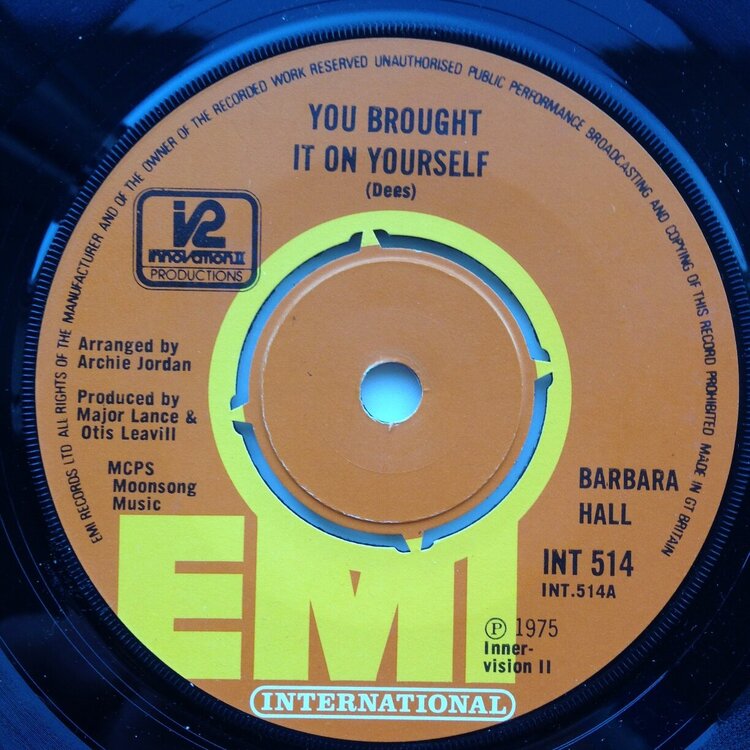 EMI RECORDS LTD ALL RIGHTS OF THE MANUFACTURER AND OF THE OWNER OF THE RECORDED WORK RESERVED UNAUTHORISED PUBLIC PERFORMANCE BROADCASTING AND COPYING OF THIS RECORD PROHIBITED MADE IN GT BRITAIN
YOU BROUGHT
IT ON YOURSELF
(Dees)
i2
innovation II
PRODUCTIONS
Arranged by
Archie Jordan
Produced by
Major Lance &
Otis Leavill
MCPS
Moonsong
Music
BARBARA
HALL
INT 514
INT.514A
℗ 1975
Inner-
vision II
EMI
INTERNATIONAL